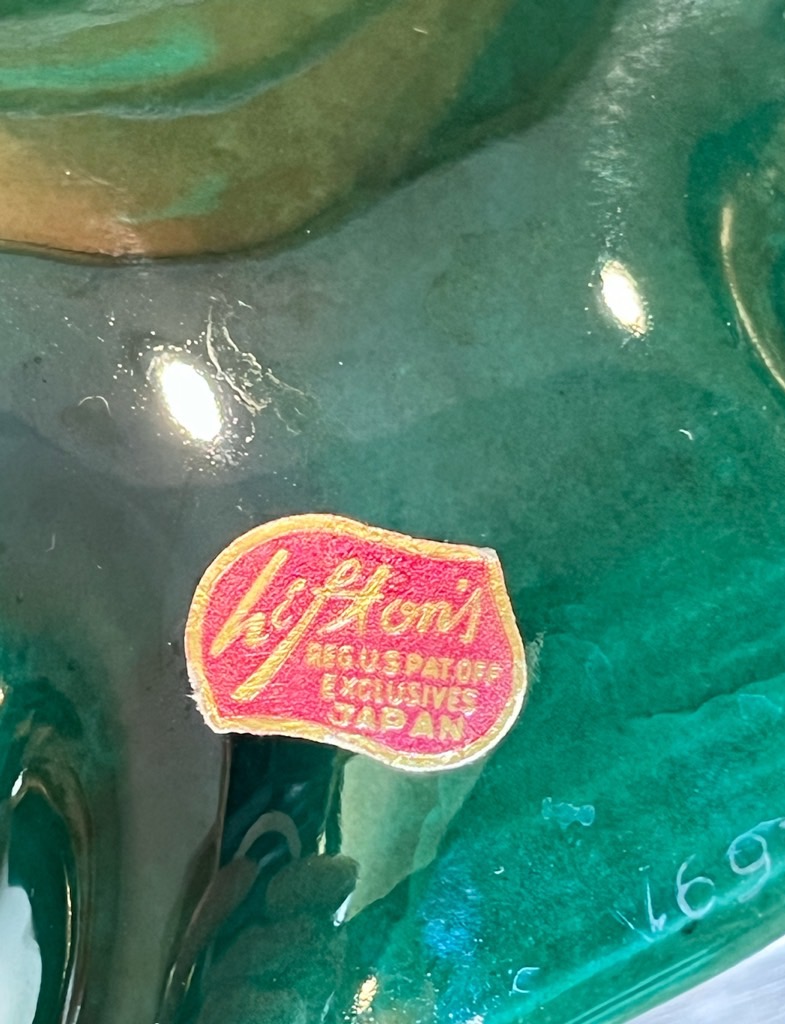 Lefton's
REG. U.S. PAT. OFF
EXCLUSIVES
JAPAN